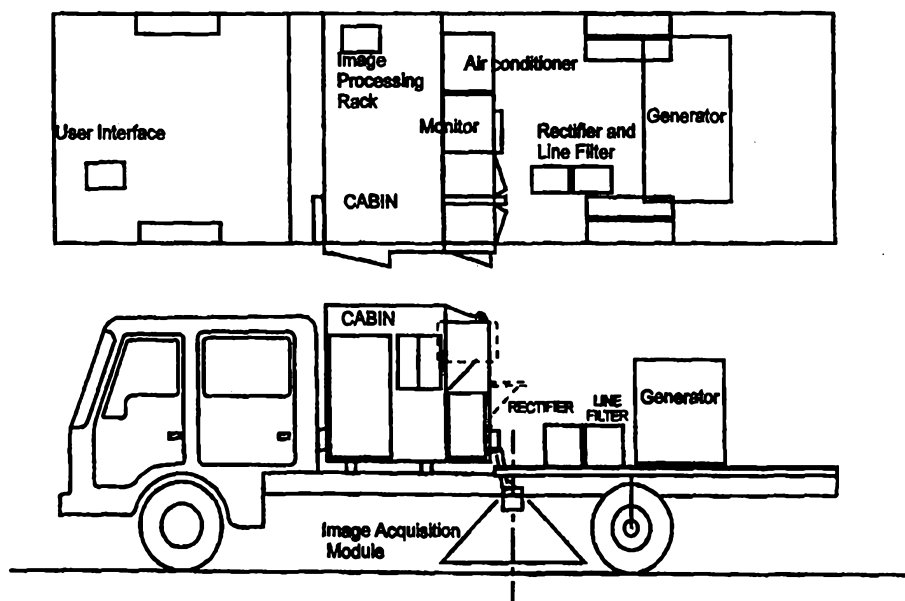 Image
Processing
Rack
Air conditioner
Monitor
Generator
User Interface
Rectifier and
Line Filter
CABIN
CABIN
RECTIFIER
LINE
FILTER
Generator
Image Acquisition
Module